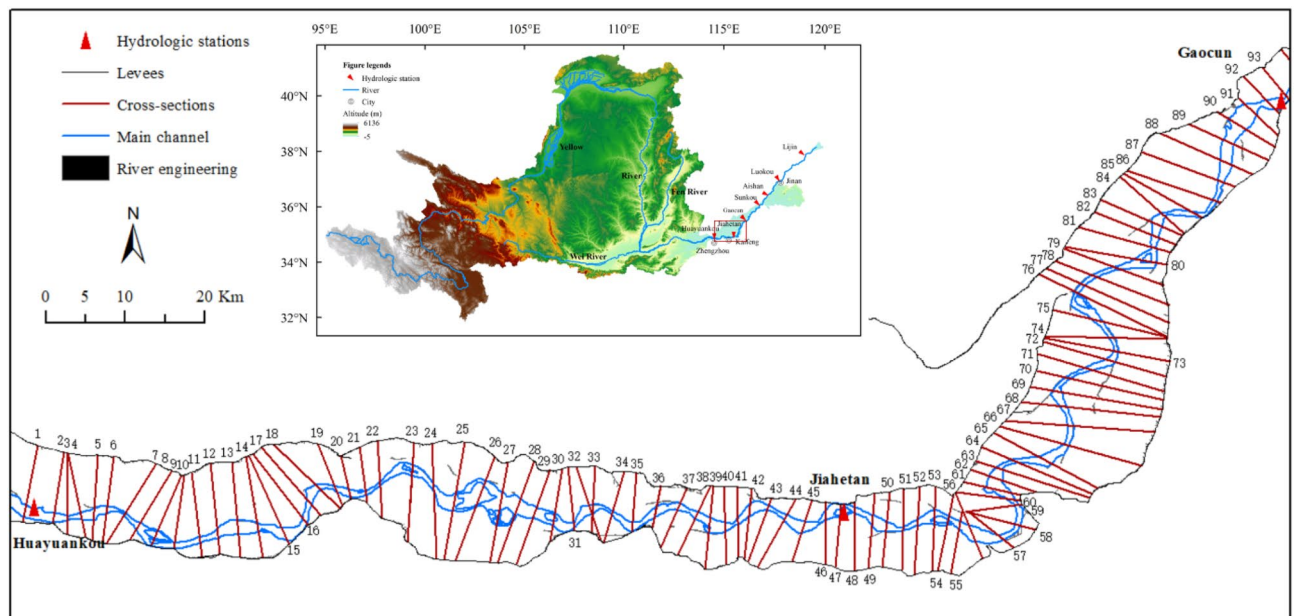 Hydrologic stations
Levees
Cross-sections
Main channel
River engineering
N
0 5 10 20 Km
95°E 100°E 105°E 110°E 115°E 120°E
40°N
38°N
36°N
34°N
32°N
Figure legends
Hydrologic station
River
City
Altitude (m)
6136
-5
Yellow
River
Fen River
Wei River
Lijin
Luokou
Jinan
Aishan
Sunkou
Gaocun
Jiahetan
Huayuankou
Kaifeng
Zhengzhou
Gaocun
93
92
91
90
89
88
87
86
85
84
83
82
81
80
79
78
77
76
75
74
73
72
71
70
69
68
67
66
65
64
63
62
61
60
59
58
57
56
1 2 3 4 5 6 7 8 9 10 11 12 13 14 17 18 19 20 21 22 23 24 25 26 27 28 29 30 32 33 34 35 36 37 38 39 40 41 42 43 44 45
Jiahetan
50 51 52 53
Huayuankou
15 16 31 46 47 48 49 54 55